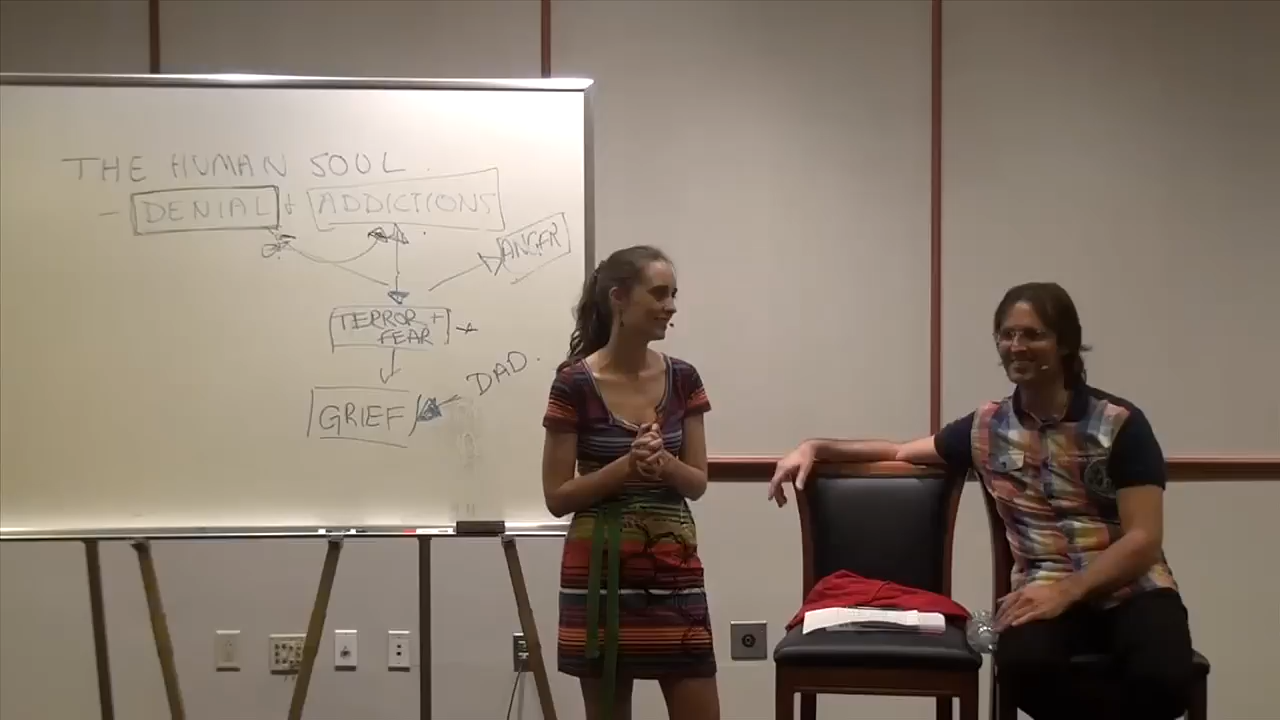 THE HUMAN SOUL.
- DENIAL + ADDICTIONS
ANGER
TERROR +
FEAR
DAD.
GRIEF